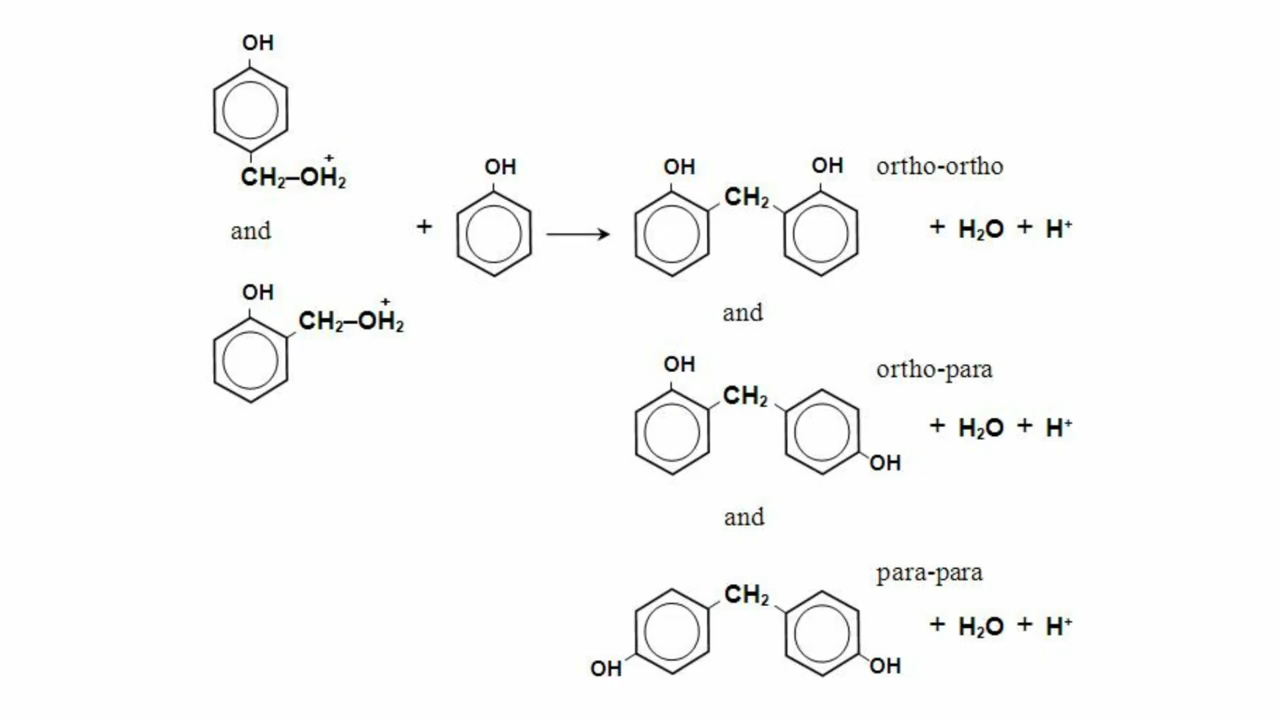 OH
CH₂–OH₂⁺
and
OH
CH₂–OH₂⁺
+
OH
OH CH₂ OH ortho-ortho
+ H₂O + H⁺
and
OH CH₂ OH ortho-para
+ H₂O + H⁺
and
OH CH₂ OH para-para
+ H₂O + H⁺